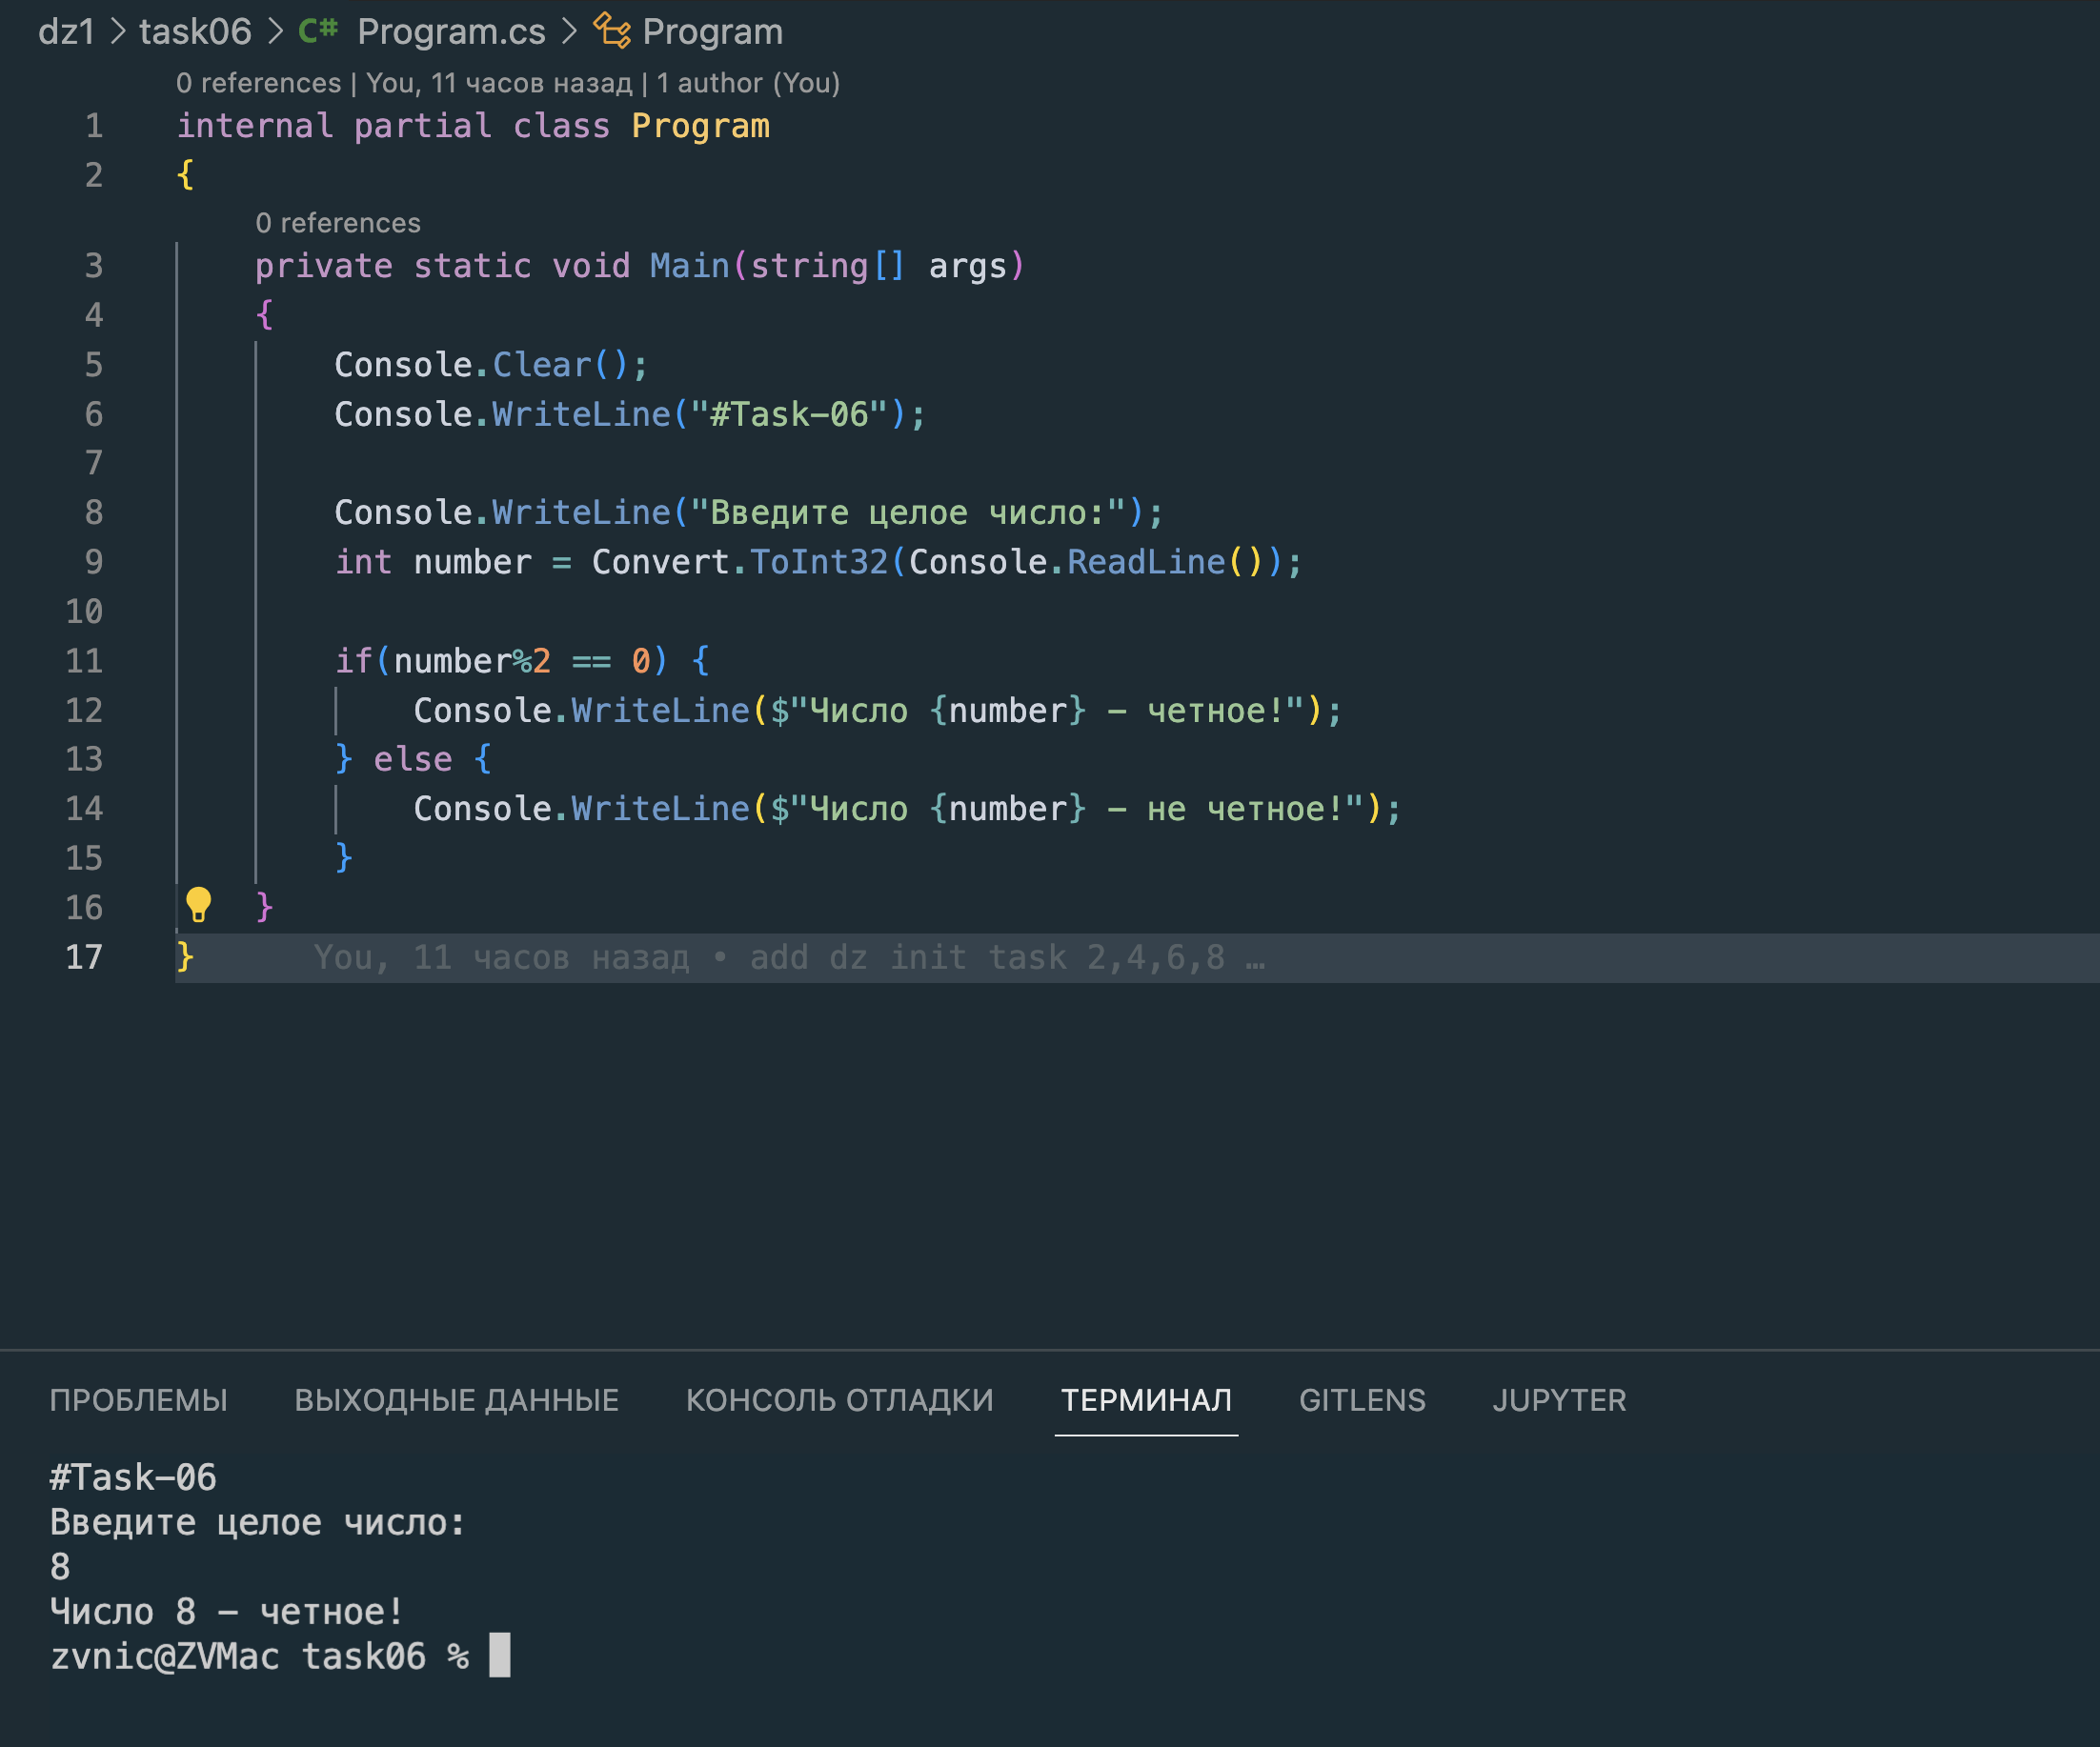 dz1 > task06 > C# Program.cs > Program
0 references | You, 11 часов назад | 1 author (You)
1 internal partial class Program
2 {
0 references
3 private static void Main(string[] args)
4 {
5 Console.Clear();
6 Console.WriteLine("#Task-06");
7
8 Console.WriteLine("Введите целое число:");
9 int number = Convert.ToInt32(Console.ReadLine());
10
11 if(number%2 == 0) {
12 Console.WriteLine($"Число {number} - четное!");
13 } else {
14 Console.WriteLine($"Число {number} - не четное!");
15 }
16 }
17 } You, 11 часов назад • add dz init task 2,4,6,8 …
ПРОБЛЕМЫ ВЫХОДНЫЕ ДАННЫЕ КОНСОЛЬ ОТЛАДКИ ТЕРМИНАЛ GITLENS JUPYTER
#Task-06
Введите целое число:
8
Число 8 - четное!
zvnic@ZVMac task06 %